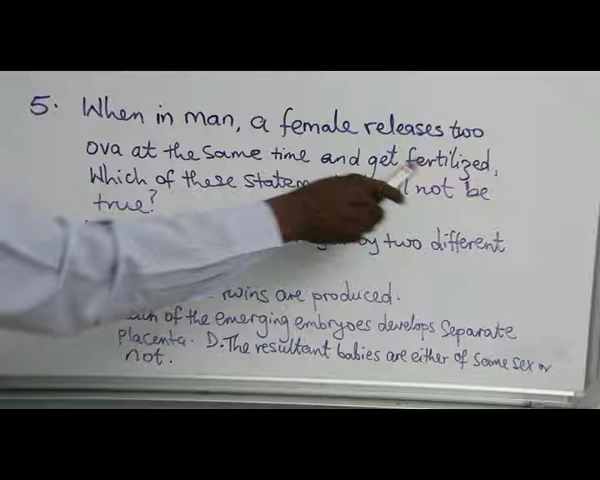 5. When in man, a female releases two
ova at the same time and get fertilized,
Which of these not be
true?
by two different
twins are produced.
of the emerging embryoes develops separate
placenta. D. The resultant babies are either of same sex or
not.